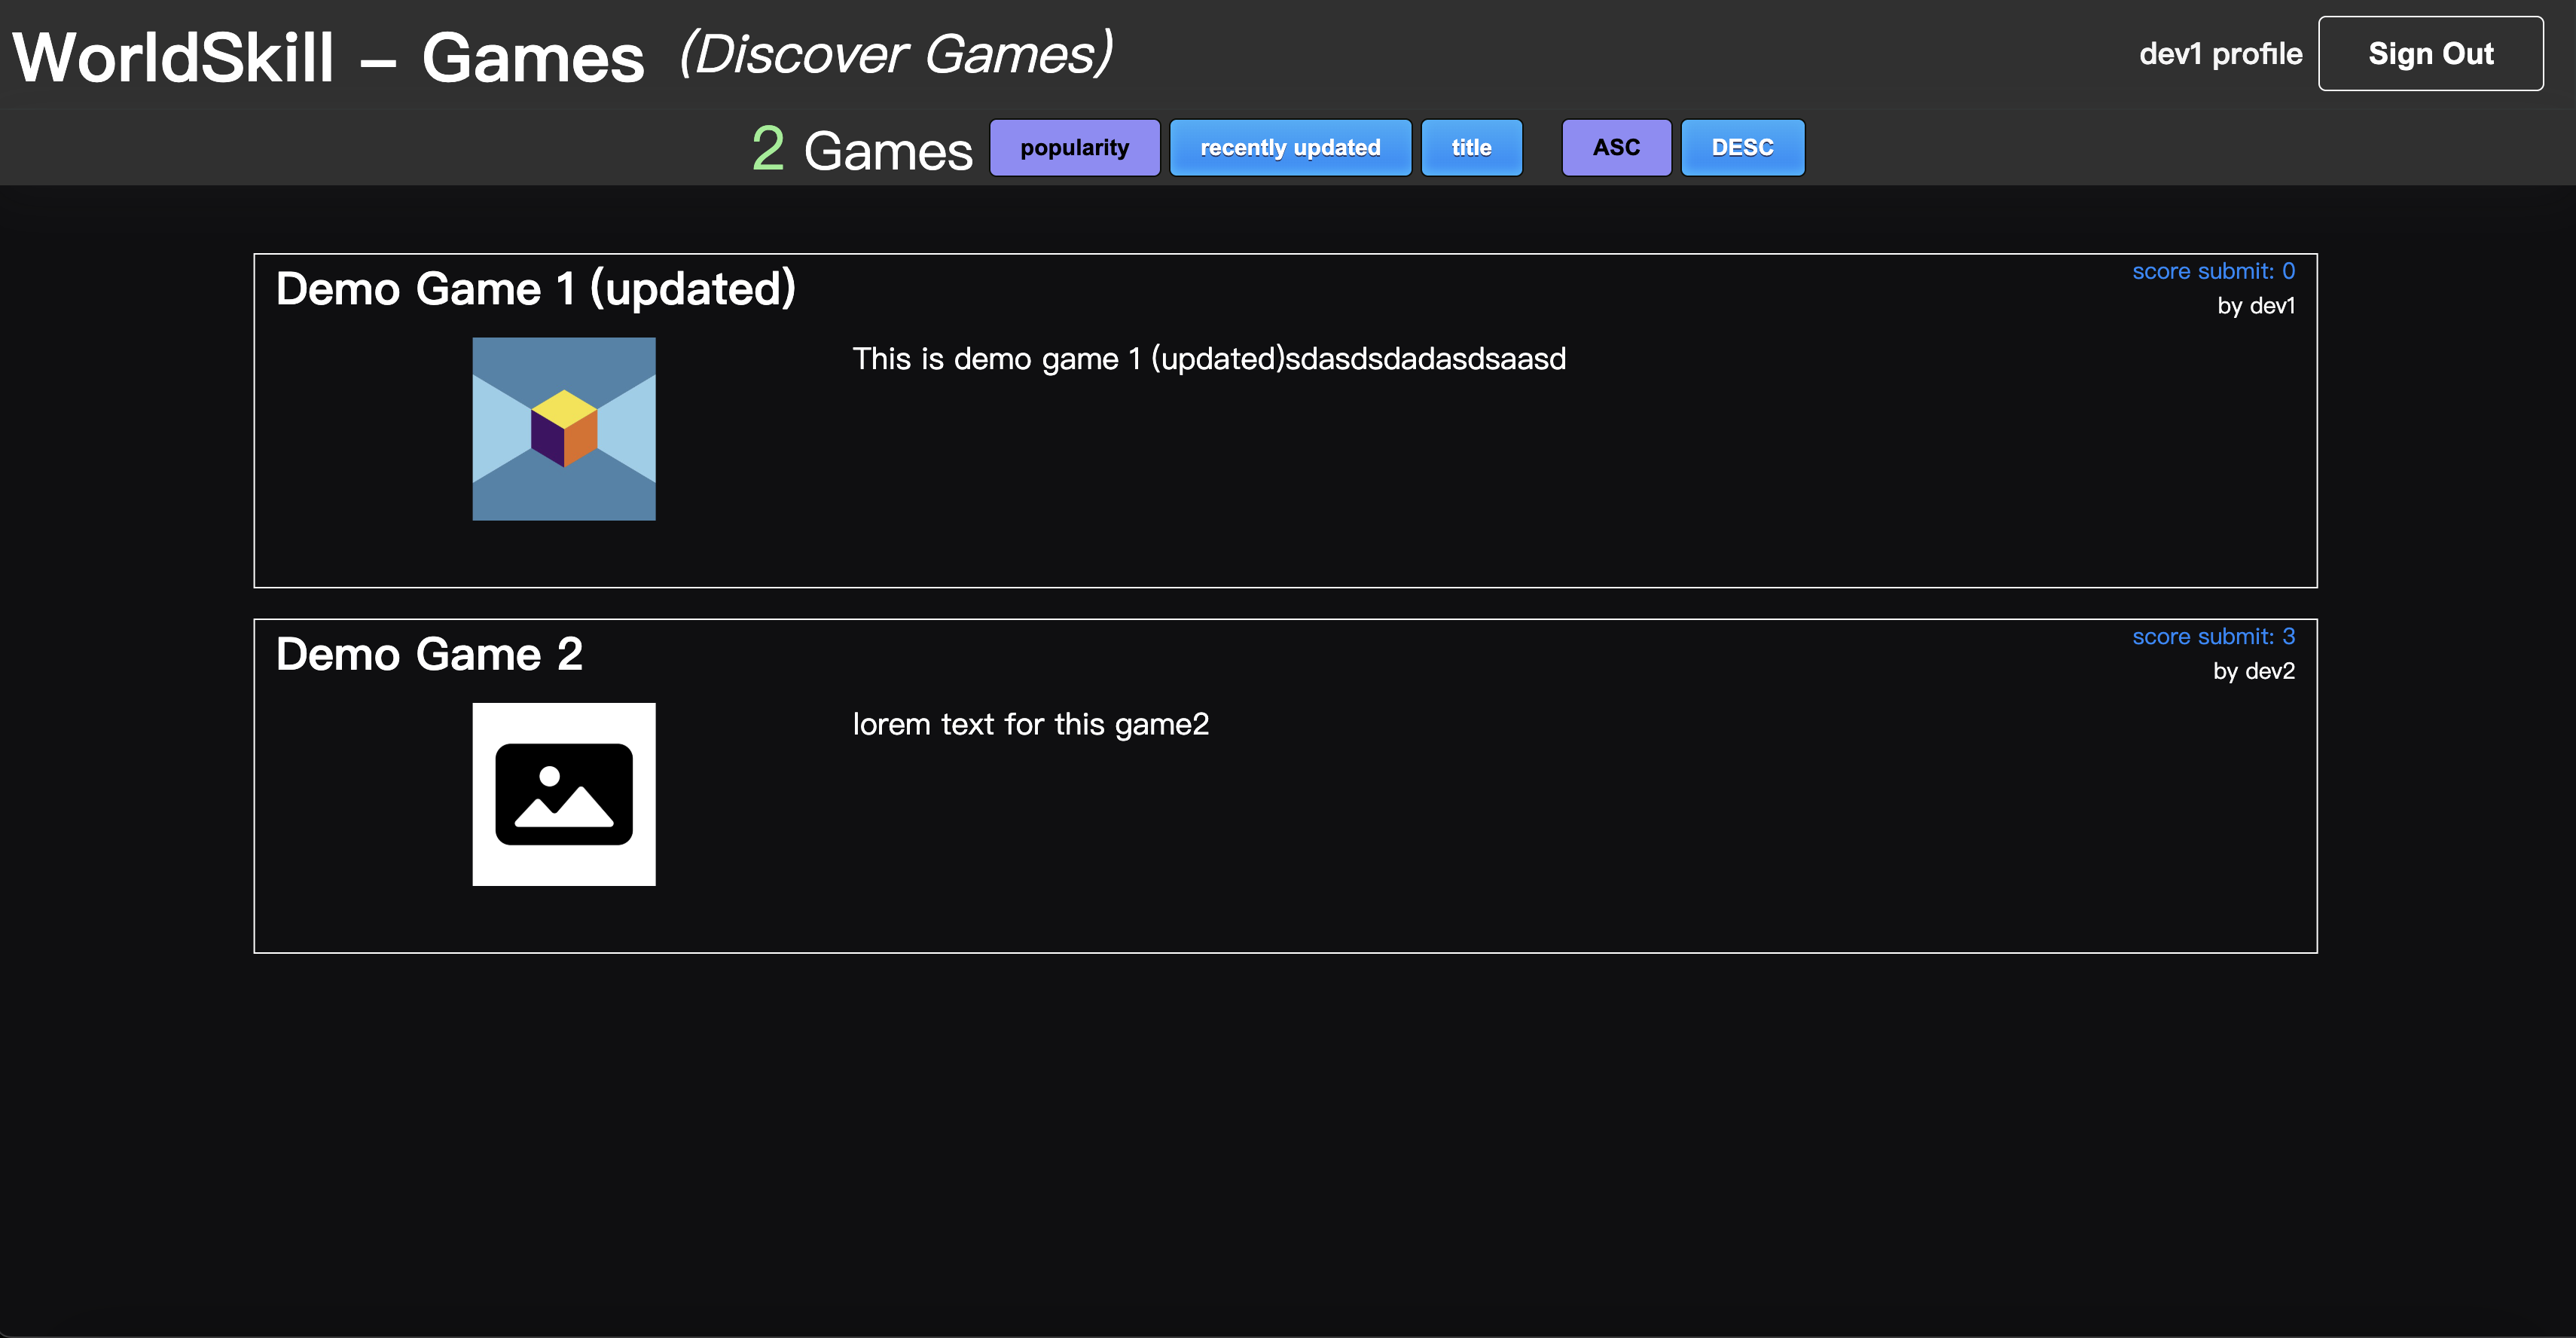 WorldSkill – Games (Discover Games) dev1 profile Sign Out
2 Games popularity recently updated title ASC DESC
Demo Game 1 (updated)
score submit: 0
by dev1
This is demo game 1 (updated)sdasdsdadasdsaasd
Demo Game 2
score submit: 3
by dev2
lorem text for this game2